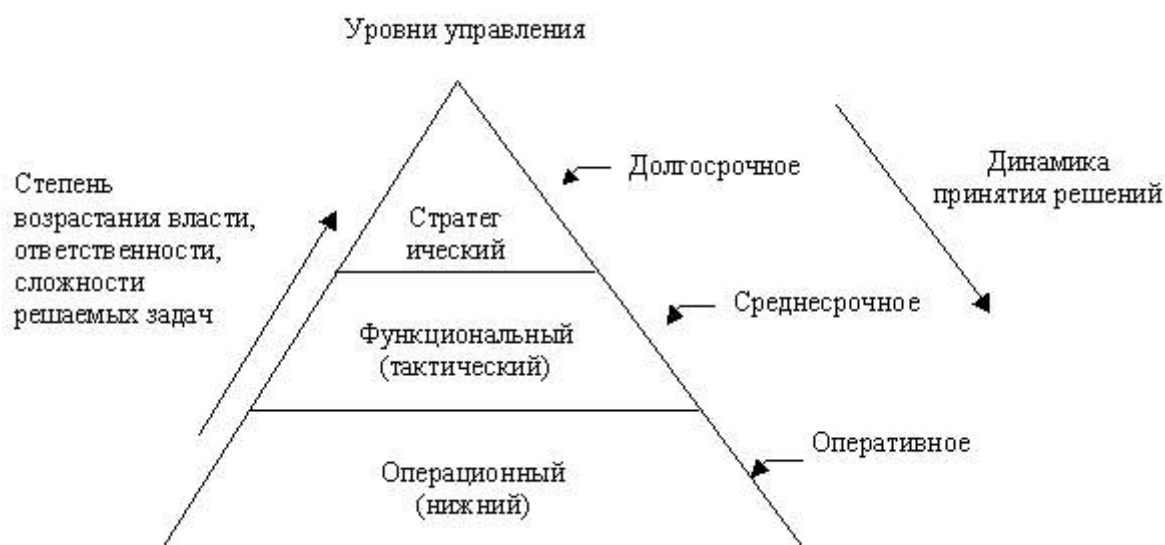 Уровни управления
Долгосрочное
Динамика
принятия решений
Степень
возрастания власти,
ответственности,
сложности
решаемых задач
Стратег
ический
Среднесрочное
Функциональный
(тактический)
Оперативное
Операционный
(нижний)